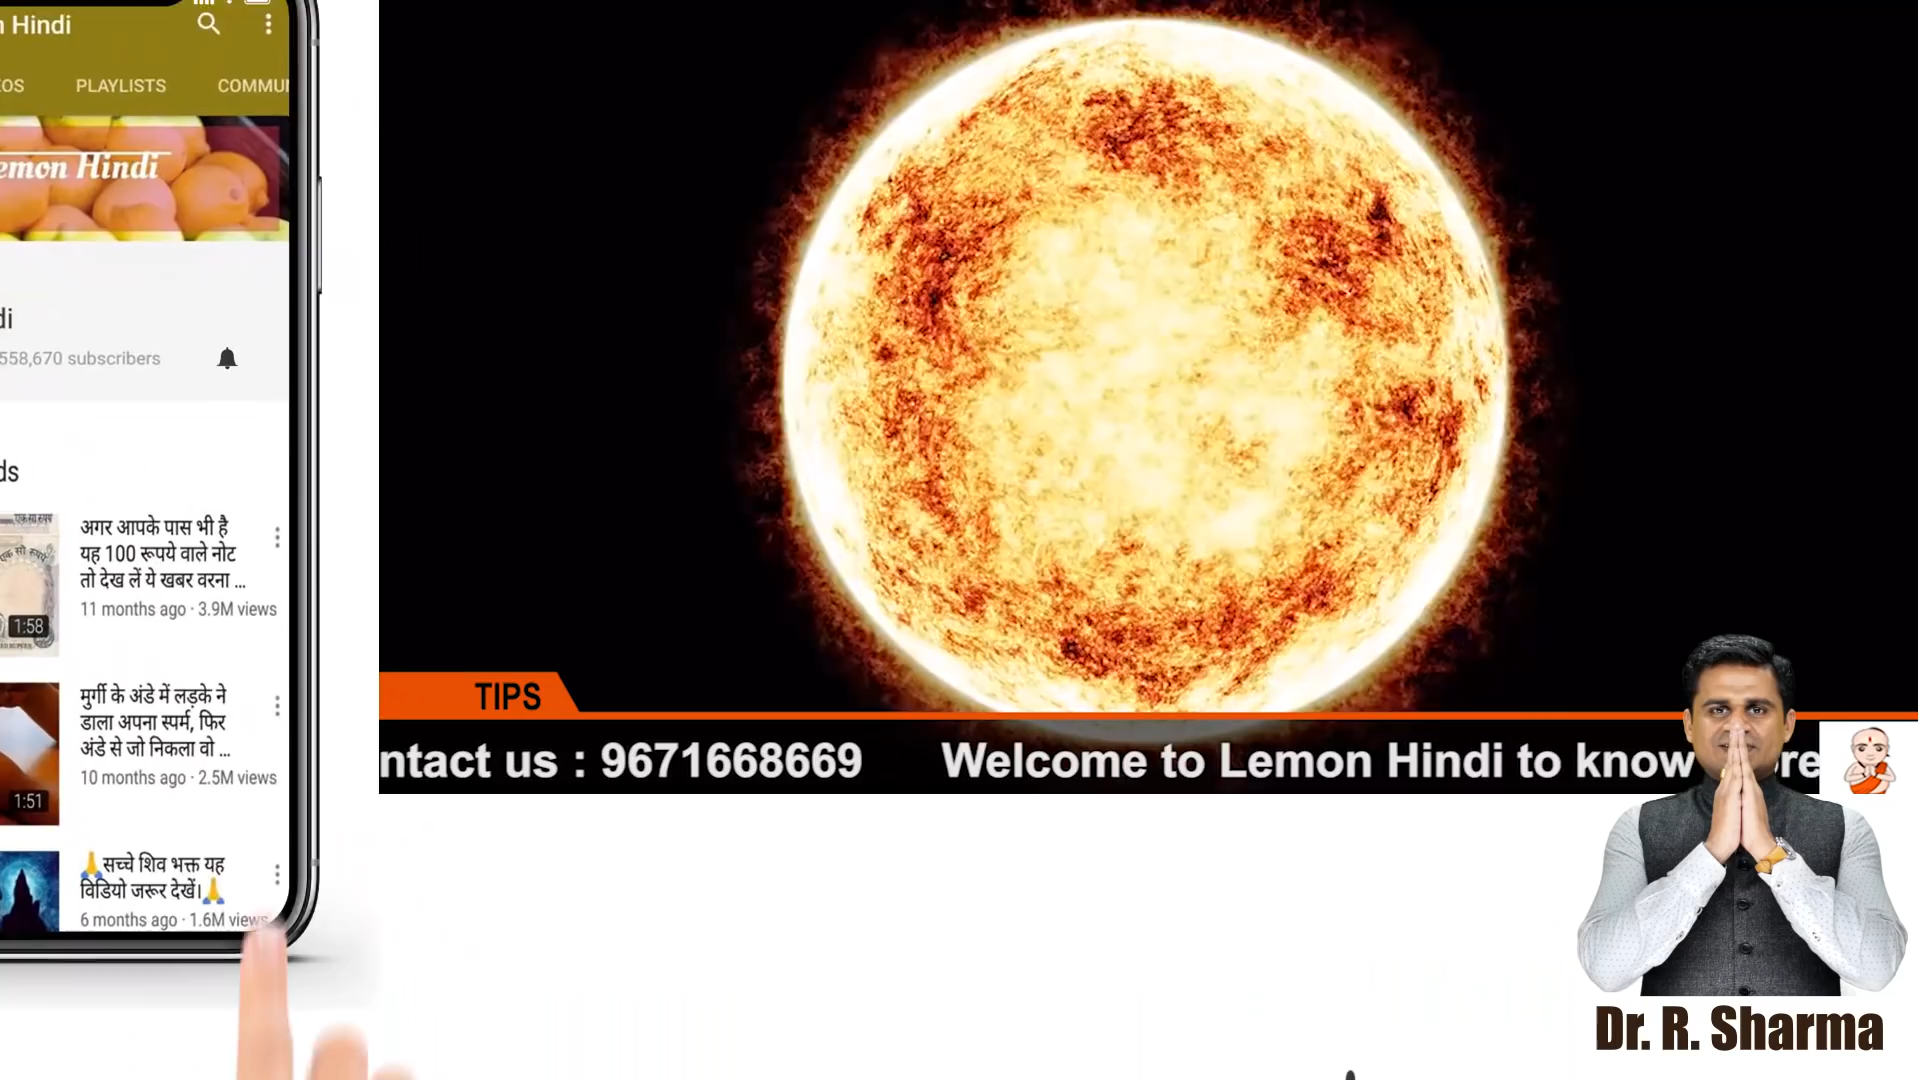 n Hindi
EOS PLAYLISTS COMMUN
emon Hindi
di
558,670 subscribers
ds
अगर आपके पास भी है
यह 100 रूपये वाले नोट
तो देख लें ये खबर वरना ...
11 months ago · 3.9M views
1:58
मुर्गी के अंडे में लड़के ने
डाला अपना स्पर्म, फिर
अंडे से जो निकला वो ...
10 months ago · 2.5M views
1:51
🙏सच्चे शिव भक्त यह
विडियो जरूर देखें।🙏
6 months ago · 1.6M views
TIPS
ntact us : 9671668669 Welcome to Lemon Hindi to know
Dr. R. Sharma